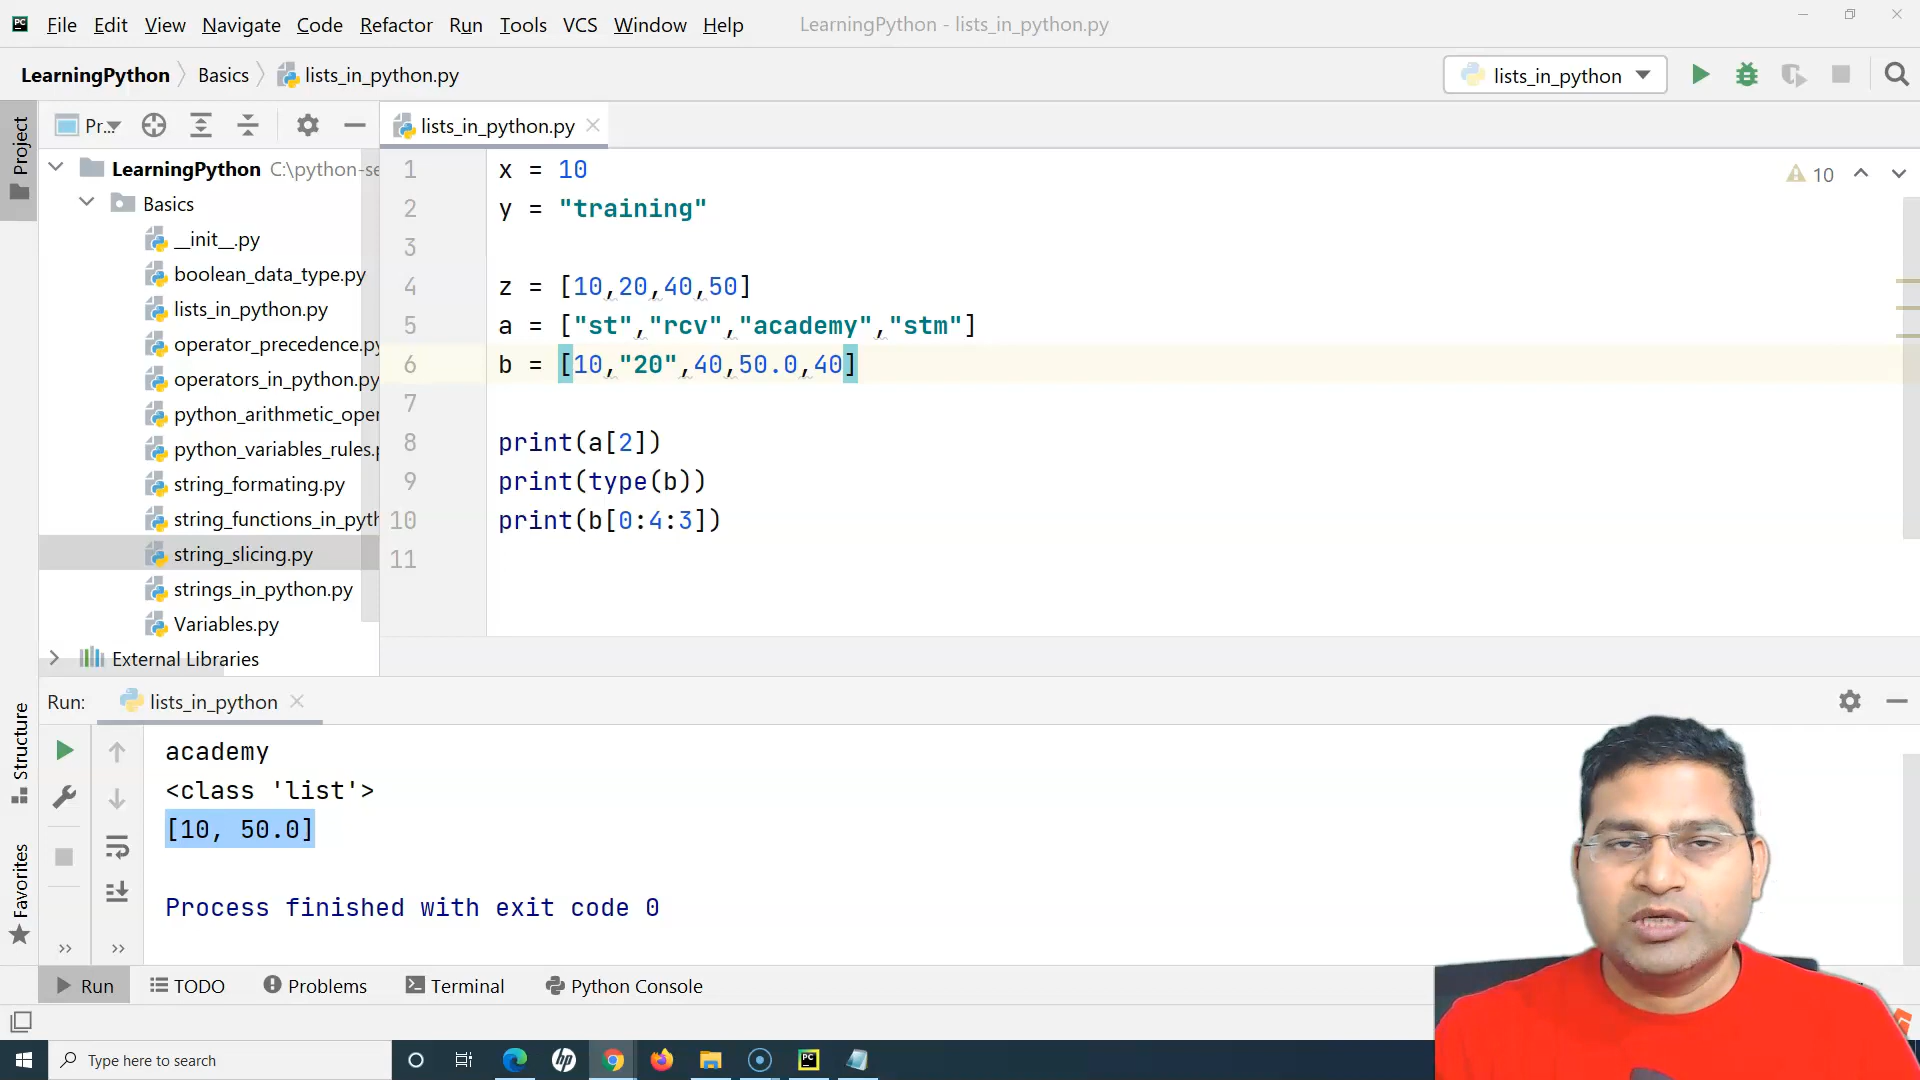 File Edit View Navigate Code Refactor Run Tools VCS Window Help LearningPython - lists_in_python.py
LearningPython Basics lists_in_python.py lists_in_python
Project
Pr...
lists_in_python.py
LearningPython C:\python-se
Basics
__init__.py
boolean_data_type.py
lists_in_python.py
operator_precedence.py
operators_in_python.py
python_arithmetic_oper
python_variables_rules.p
string_formating.py
string_functions_in_pyth
string_slicing.py
strings_in_python.py
Variables.py
External Libraries
1 x = 10
2 y = "training"
3
4 z = [10,20,40,50]
5 a = ["st","rcv","academy","stm"]
6 b = [10,"20",40,50.0,40]
7
8 print(a[2])
9 print(type(b))
10 print(b[0:4:3])
11
10
Run: lists_in_python
Structure
Favorites
academy
<class 'list'>
[10, 50.0]
Process finished with exit code 0
Run TODO Problems Terminal Python Console
Type here to search
hp
PC